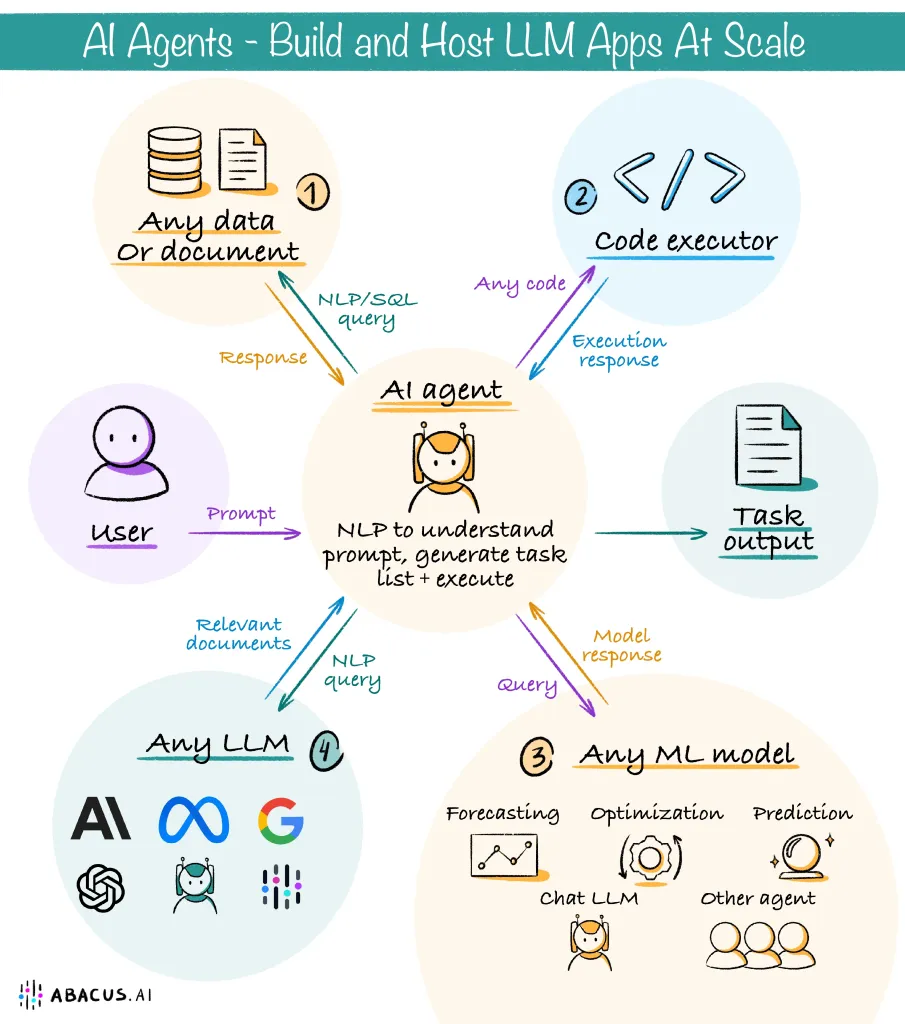 AI Agents - Build and Host LLM Apps At Scale
1
Any data
Or document
2
Code executor
NLP/SQL
query
Response
Any code
Execution
response
AI agent
NLP to understand
prompt, generate task
list + execute
User
Prompt
Task
output
Relevant
documents
NLP
query
Model
response
Query
Any LLM
4
3
Any ML model
Forecasting
Optimization
Prediction
Chat LLM
Other agent
ABACUS.AI